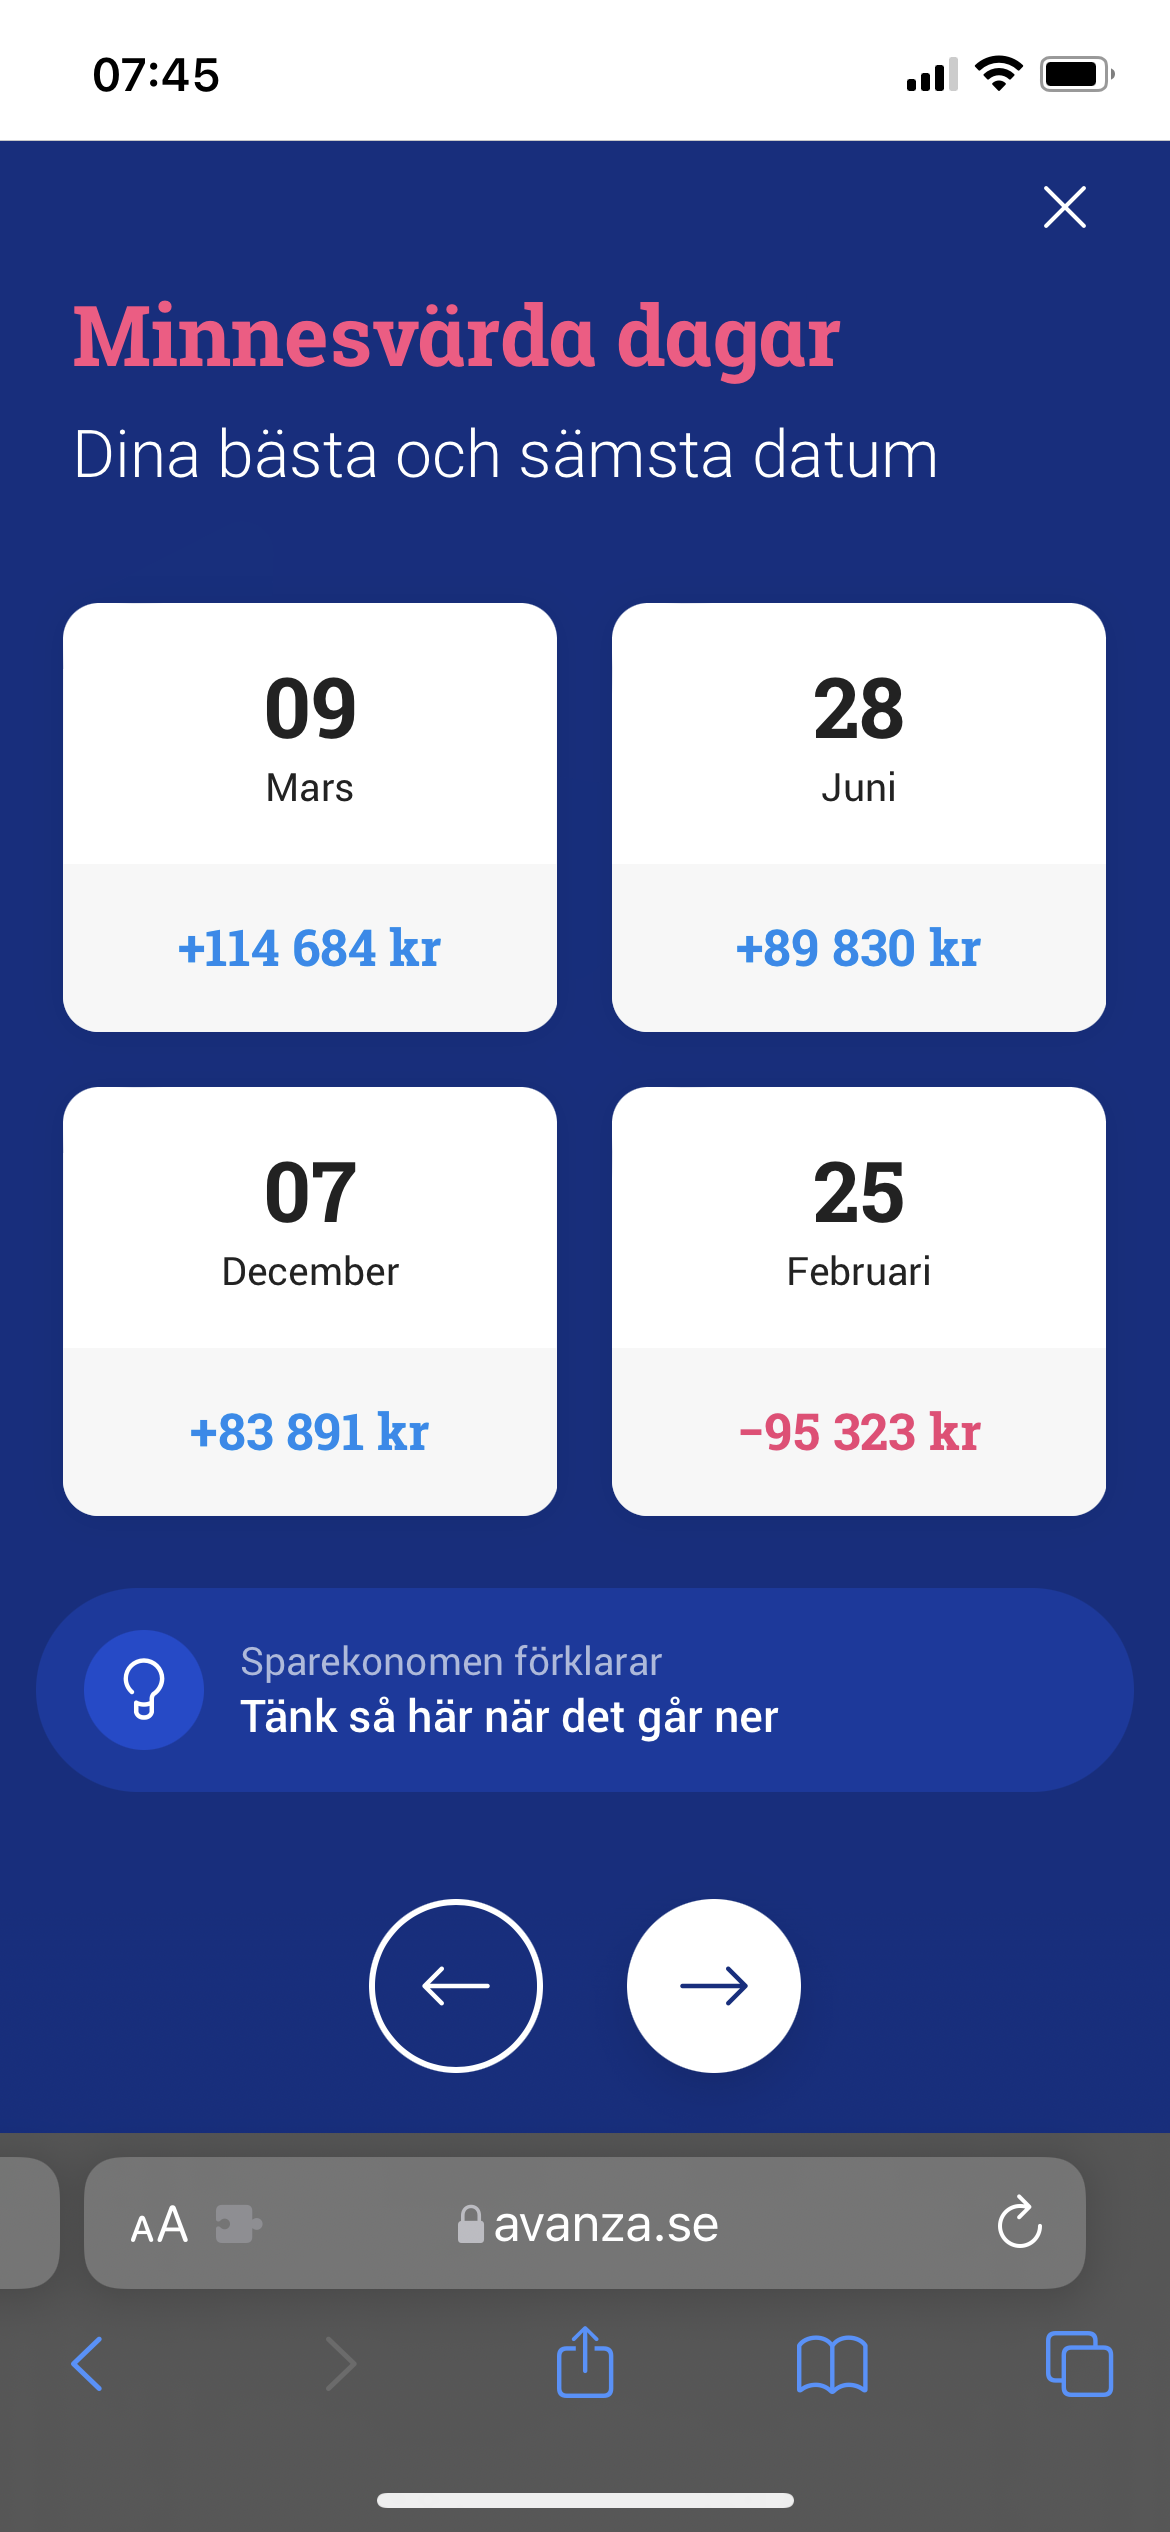 07:45
Minnesvärda dagar
Dina bästa och sämsta datum
09
Mars
+114 684 kr
28
Juni
+89 830 kr
07
December
+83 891 kr
25
Februari
−95 323 kr
Sparekonomen förklarar
Tänk så här när det går ner
AA
avanza.se